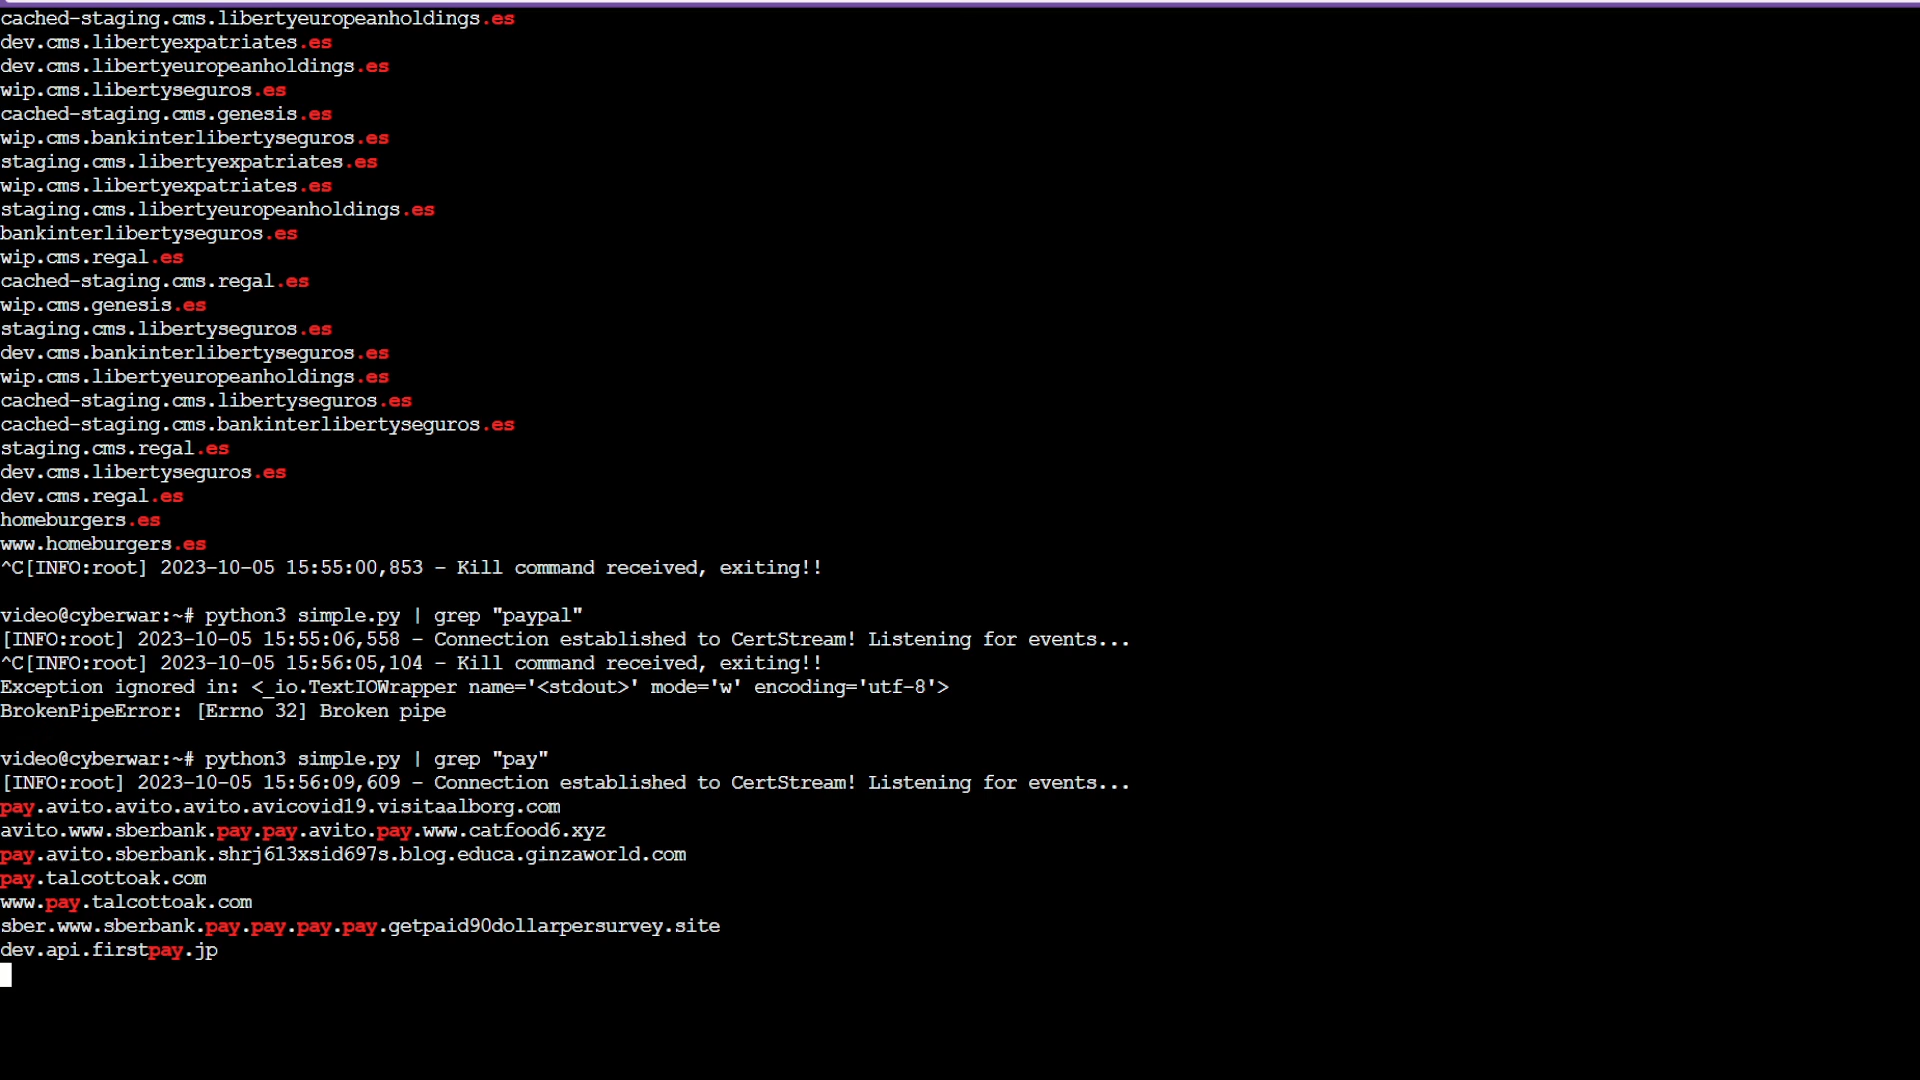 cached-staging.cms.libertyeuropeanholdings.es
dev.cms.libertyexpatriates.es
dev.cms.libertyeuropeanholdings.es
wip.cms.libertyseguros.es
cached-staging.cms.genesis.es
wip.cms.bankinterlibertyseguros.es
staging.cms.libertyexpatriates.es
wip.cms.libertyexpatriates.es
staging.cms.libertyeuropeanholdings.es
bankinterlibertyseguros.es
wip.cms.regal.es
cached-staging.cms.regal.es
wip.cms.genesis.es
staging.cms.libertyseguros.es
dev.cms.bankinterlibertyseguros.es
wip.cms.libertyeuropeanholdings.es
cached-staging.cms.libertyseguros.es
cached-staging.cms.bankinterlibertyseguros.es
staging.cms.regal.es
dev.cms.libertyseguros.es
dev.cms.regal.es
homeburgers.es
www.homeburgers.es
^C[INFO:root] 2023-10-05 15:55:00,853 - Kill command received, exiting!!
video@cyberwar:~# python3 simple.py | grep "paypal"
[INFO:root] 2023-10-05 15:55:06,558 - Connection established to CertStream! Listening for events...
^C[INFO:root] 2023-10-05 15:56:05,104 - Kill command received, exiting!!
Exception ignored in: <_io.TextIOWrapper name='<stdout>' mode='w' encoding='utf-8'>
BrokenPipeError: [Errno 32] Broken pipe
video@cyberwar:~# python3 simple.py | grep "pay"
[INFO:root] 2023-10-05 15:56:09,609 - Connection established to CertStream! Listening for events...
pay.avito.avito.avito.avicovid19.visitaalborg.com
avito.www.sberbank.pay.pay.avito.pay.www.catfood6.xyz
pay.avito.sberbank.shrj613xsid697s.blog.educa.ginzaworld.com
pay.talcottoak.com
www.pay.talcottoak.com
sber.www.sberbank.pay.pay.pay.pay.getpaid90dollarpersurvey.site
dev.api.firstpay.jp